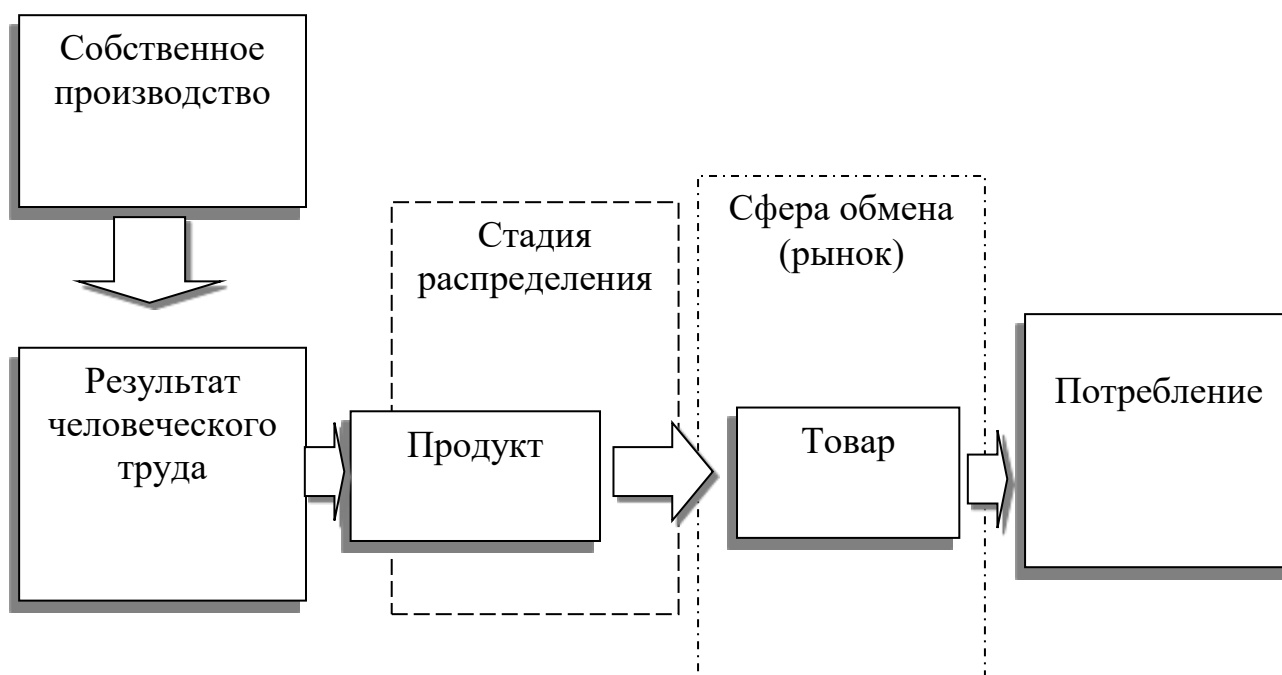 Собственное
производство
Стадия
распределения
Сфера обмена
(рынок)
Результат
человеческого
труда
Продукт
Товар
Потребление